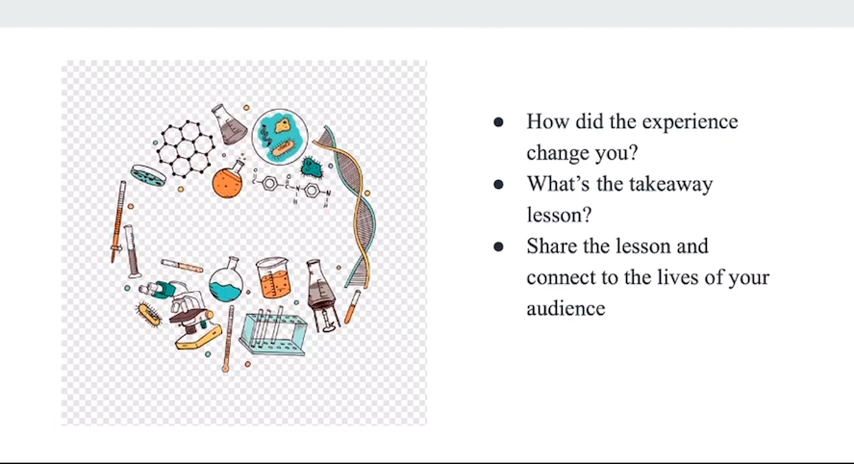 ● How did the experience
change you?
● What’s the takeaway
lesson?
● Share the lesson and
connect to the lives of your
audience